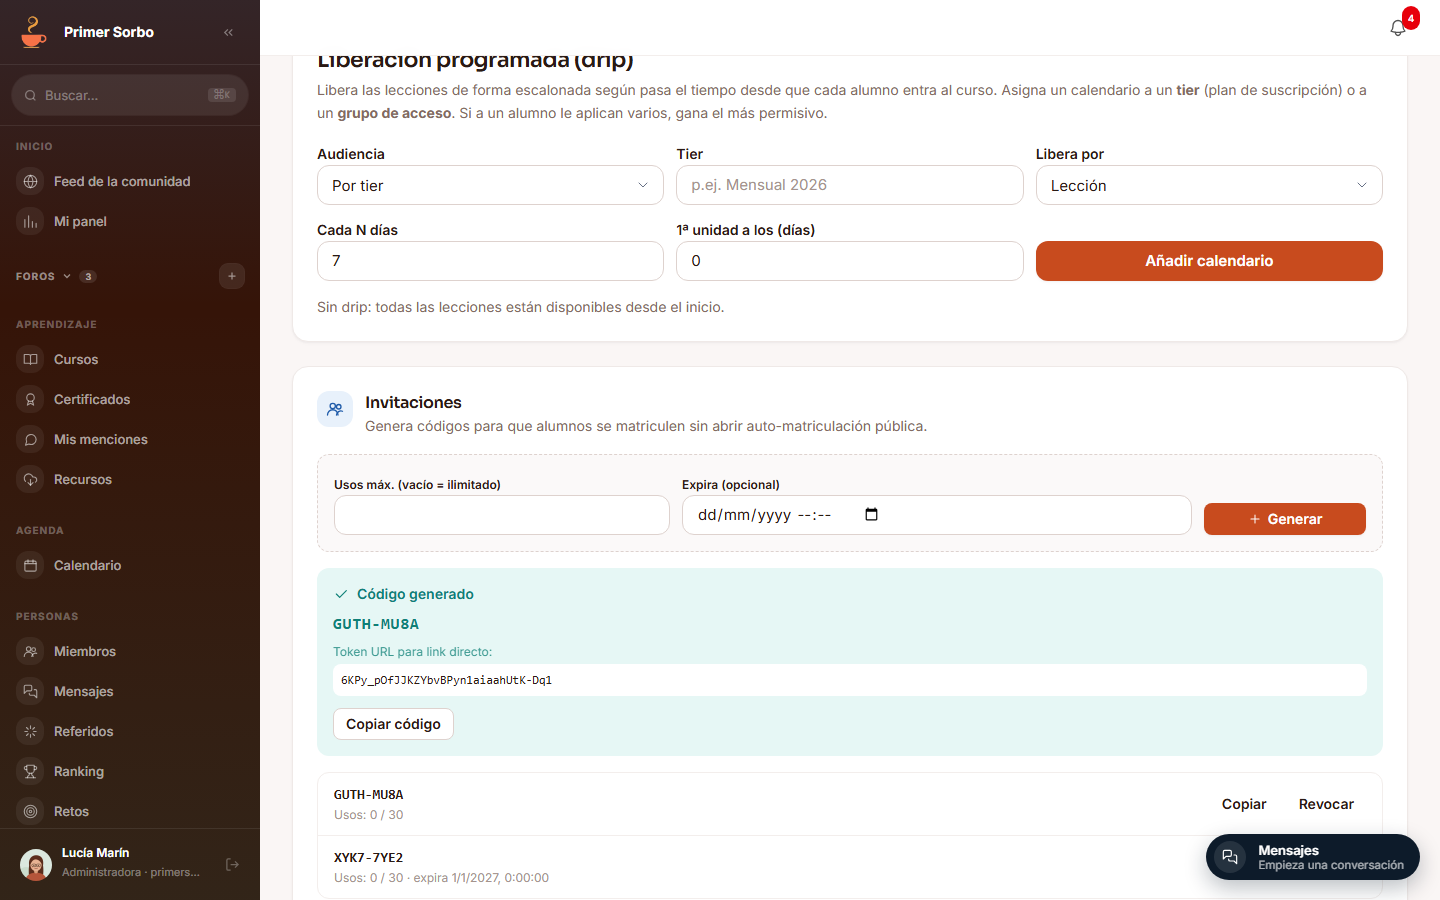 Primer Sorbo
Buscar...
⌘K
INICIO
Feed de la comunidad
Mi panel
FOROS
3
APRENDIZAJE
Cursos
Certificados
Mis menciones
Recursos
AGENDA
Calendario
PERSONAS
Miembros
Mensajes
Referidos
Ranking
Retos
Lucía Marín
Administradora · primers...
4
Liberación programada (drip)
Libera las lecciones de forma escalonada según pasa el tiempo desde que cada alumno entra al curso. Asigna un calendario a un tier (plan de suscripción) o a
un grupo de acceso. Si a un alumno le aplican varios, gana el más permisivo.
Audiencia
Tier
Libera por
Por tier
p.ej. Mensual 2026
Lección
Cada N días
1ª unidad a los (días)
7
0
Añadir calendario
Sin drip: todas las lecciones están disponibles desde el inicio.
Invitaciones
Genera códigos para que alumnos se matriculen sin abrir auto-matriculación pública.
Usos máx. (vacío = ilimitado)
Expira (opcional)
dd/mm/yyyy --:--
+ Generar
Código generado
GUTH-MU8A
Token URL para link directo:
6KPy_pOfJJKZYbvBPyn1aiaahUtK-Dq1
Copiar código
GUTH-MU8A
Usos: 0 / 30
Copiar
Revocar
XYK7-7YE2
Usos: 0 / 30 · expira 1/1/2027, 0:00:00
Mensajes
Empieza una conversación